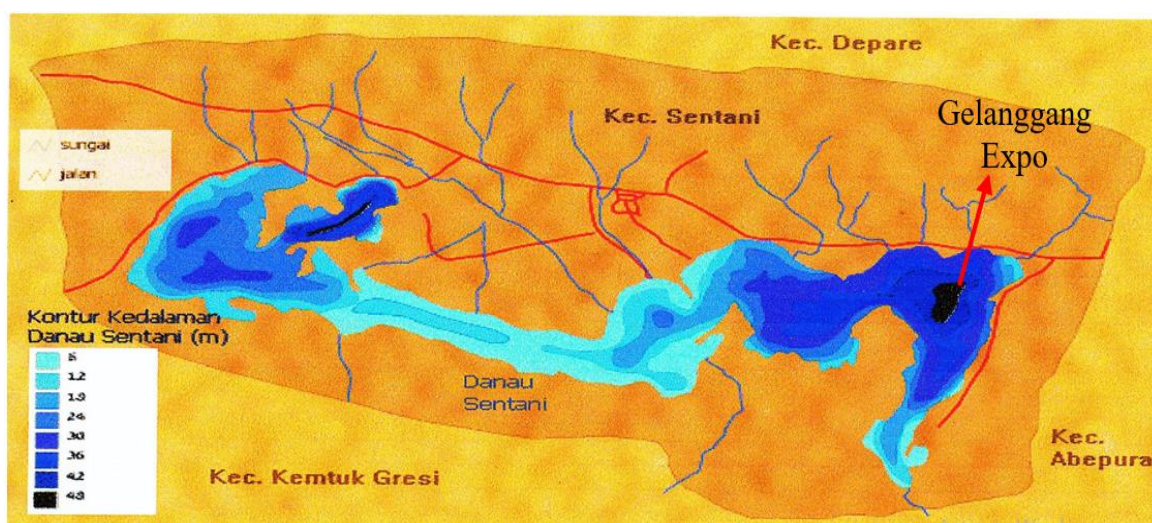 Kec. Depare
Kec. Sentani
Gelanggang
Expo
sungai
jalan
Kontur Kedalaman
Danau Sentani (m)
12
24
30
36
42
48
Danau
Sentani
Kec. Kemtuk Gresi
Kec.
Abepura